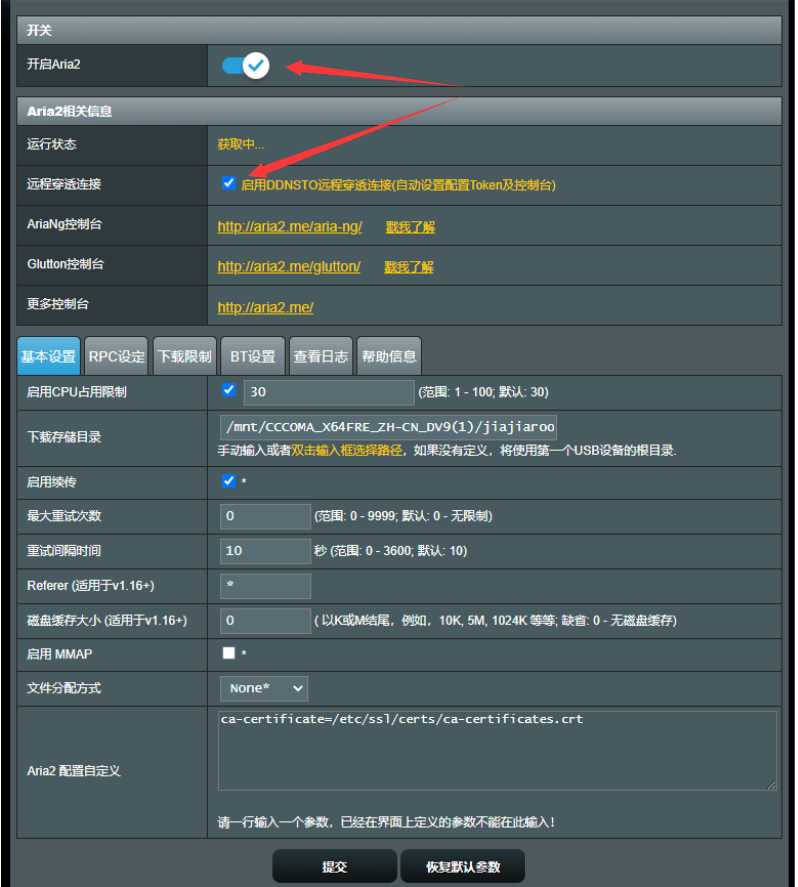 开关
开启Aria2
Aria2相关信息
运行状态 获取中...
远程穿透连接 启用DDNSTO远程穿透连接(自动设置配置Token及控制台)
AriaNg控制台 http://aria2.me/aria-ng/ 戳我了解
Glutton控制台 http://aria2.me/glutton/ 戳我了解
更多控制台 http://aria2.me/
基本设置 RPC设定 下载限制 BT设置 查看日志 帮助信息
启用CPU占用限制 30 (范围: 1 - 100; 默认: 30)
下载存储目录 /mnt/CCCOMA_X64FRE_ZH-CN_DV9(1)/jiajiaroo
手动输入或者双击输入框选择路径，如果没有定义，将使用第一个USB设备的根目录.
启用续传 *
最大重试次数 0 (范围: 0 - 9999; 默认: 0 - 无限制)
重试间隔时间 10 秒 (范围: 0 - 3600; 默认: 10)
Referer (适用于v1.16+) *
磁盘缓存大小 (适用于v1.16+) 0 ( 以K或M结尾，例如，10K, 5M, 1024K 等等; 缺省: 0 - 无磁盘缓存)
启用 MMAP *
文件分配方式 None*
ca-certificate=/etc/ssl/certs/ca-certificates.crt
Aria2 配置自定义
请一行输入一个参数，已经在界面上定义的参数不能在此输入！
提交 恢复默认参数